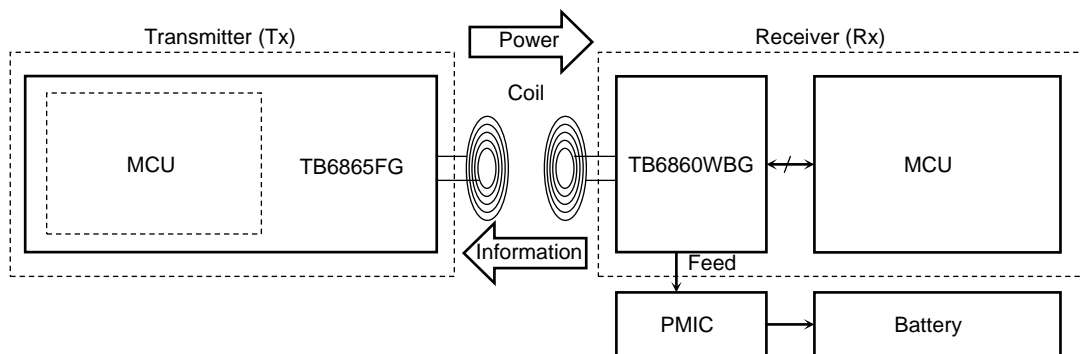 Transmitter (Tx)
Power
Receiver (Rx)
Coil
MCU
TB6865FG
TB6860WBG
MCU
Information
Feed
PMIC
Battery